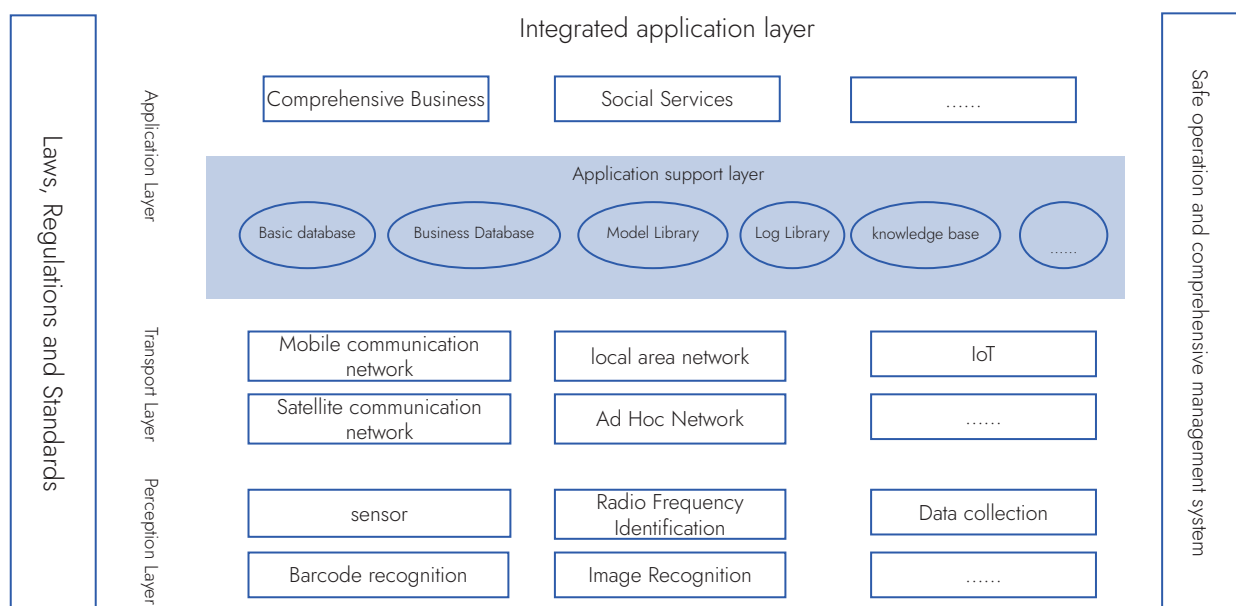 Laws, Regulations and Standards
Integrated application layer
Application Layer
Comprehensive Business
Social Services
......
Application support layer
Basic database
Business Database
Model Library
Log Library
knowledge base
......
Transport Layer
Mobile communication
network
local area network
IoT
Satellite communication
network
Ad Hoc Network
......
Perception Layer
sensor
Radio Frequency
Identification
Data collection
Barcode recognition
Image Recognition
......
Safe operation and comprehensive management system